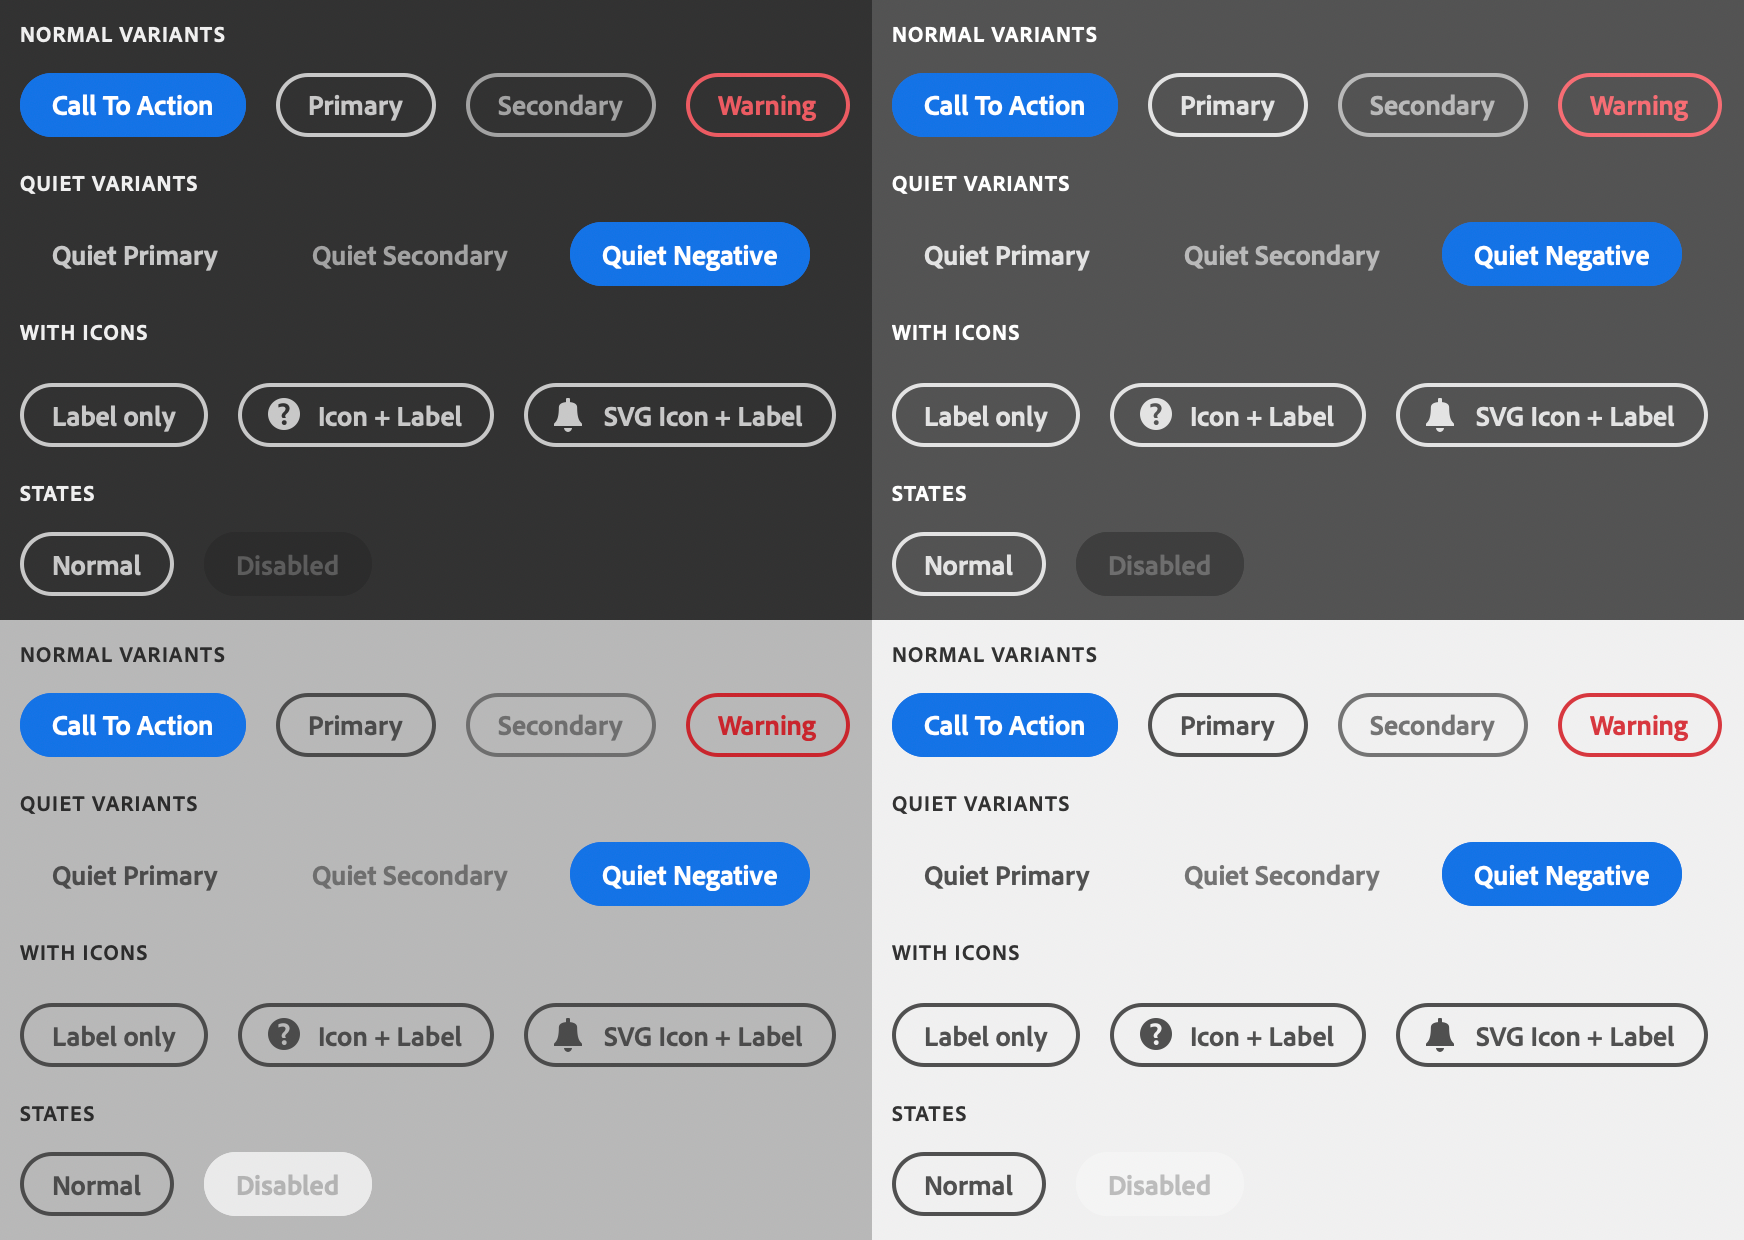 NORMAL VARIANTS
Call To Action Primary Secondary Warning
QUIET VARIANTS
Quiet Primary Quiet Secondary Quiet Negative
WITH ICONS
Label only ? Icon + Label SVG Icon + Label
STATES
Normal Disabled
NORMAL VARIANTS
Call To Action Primary Secondary Warning
QUIET VARIANTS
Quiet Primary Quiet Secondary Quiet Negative
WITH ICONS
Label only ? Icon + Label SVG Icon + Label
STATES
Normal Disabled
NORMAL VARIANTS
Call To Action Primary Secondary Warning
QUIET VARIANTS
Quiet Primary Quiet Secondary Quiet Negative
WITH ICONS
Label only ? Icon + Label SVG Icon + Label
STATES
Normal Disabled
NORMAL VARIANTS
Call To Action Primary Secondary Warning
QUIET VARIANTS
Quiet Primary Quiet Secondary Quiet Negative
WITH ICONS
Label only ? Icon + Label SVG Icon + Label
STATES
Normal Disabled